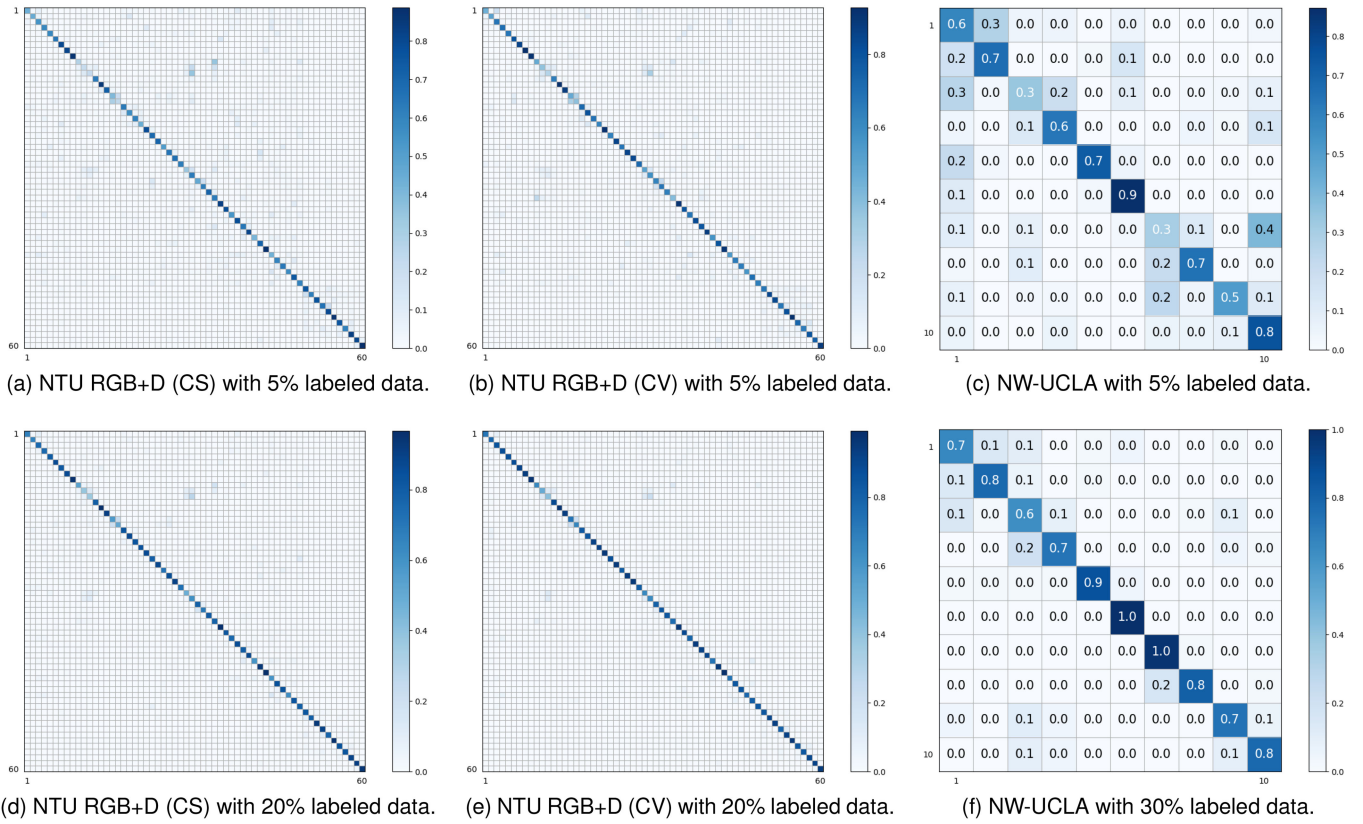 1
60
1
60
0.8
0.7
0.6
0.5
0.4
0.3
0.2
0.1
0.0
(a) NTU RGB+D (CS) with 5% labeled data.
1
60
1
60
0.8
0.6
0.4
0.2
0.0
(b) NTU RGB+D (CV) with 5% labeled data.
1
0.6 0.3 0.0 0.0 0.0 0.0 0.0 0.0 0.0 0.0
0.2 0.7 0.0 0.0 0.0 0.1 0.0 0.0 0.0 0.0
0.3 0.0 0.3 0.2 0.0 0.1 0.0 0.0 0.0 0.1
0.0 0.0 0.1 0.6 0.0 0.0 0.0 0.0 0.0 0.1
0.2 0.0 0.0 0.0 0.7 0.0 0.0 0.0 0.0 0.0
0.1 0.0 0.0 0.0 0.0 0.9 0.0 0.0 0.0 0.0
0.1 0.0 0.1 0.0 0.0 0.0 0.3 0.1 0.0 0.4
0.0 0.0 0.1 0.0 0.0 0.0 0.2 0.7 0.0 0.0
0.1 0.0 0.0 0.0 0.0 0.0 0.2 0.0 0.5 0.1
10 0.0 0.0 0.0 0.0 0.0 0.0 0.0 0.0 0.1 0.8
1
10
0.8
0.7
0.6
0.5
0.4
0.3
0.2
0.1
0.0
(c) NW-UCLA with 5% labeled data.
1
60
1
60
0.8
0.6
0.4
0.2
0.0
(d) NTU RGB+D (CS) with 20% labeled data.
1
60
1
60
0.8
0.6
0.4
0.2
0.0
(e) NTU RGB+D (CV) with 20% labeled data.
1
0.7 0.1 0.1 0.0 0.0 0.0 0.0 0.0 0.0 0.0
0.1 0.8 0.1 0.0 0.0 0.0 0.0 0.0 0.0 0.0
0.1 0.0 0.6 0.1 0.0 0.0 0.0 0.0 0.1 0.0
0.0 0.0 0.2 0.7 0.0 0.0 0.0 0.0 0.0 0.0
0.0 0.0 0.0 0.0 0.9 0.0 0.0 0.0 0.0 0.0
0.0 0.0 0.0 0.0 0.0 1.0 0.0 0.0 0.0 0.0
0.0 0.0 0.0 0.0 0.0 0.0 1.0 0.0 0.0 0.0
0.0 0.0 0.0 0.0 0.0 0.0 0.2 0.8 0.0 0.0
0.0 0.0 0.1 0.0 0.0 0.0 0.0 0.0 0.7 0.1
10 0.0 0.0 0.1 0.0 0.0 0.0 0.0 0.0 0.1 0.8
1
10
1.0
0.8
0.6
0.4
0.2
0.0
(f) NW-UCLA with 30% labeled data.